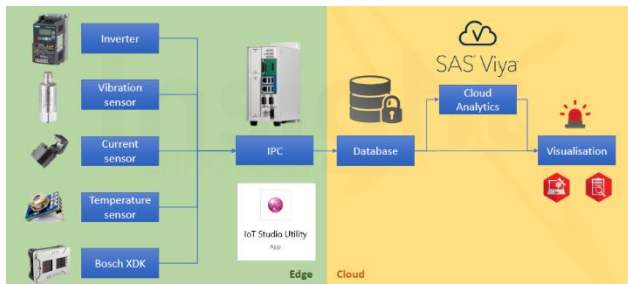 Inverter
Vibration
sensor
Current
sensor
Temperature
sensor
Bosch XDK
IPC
IoT Studio Utility
App
Edge
Database
SAS Viya
Cloud
Analytics
Visualisation
Cloud